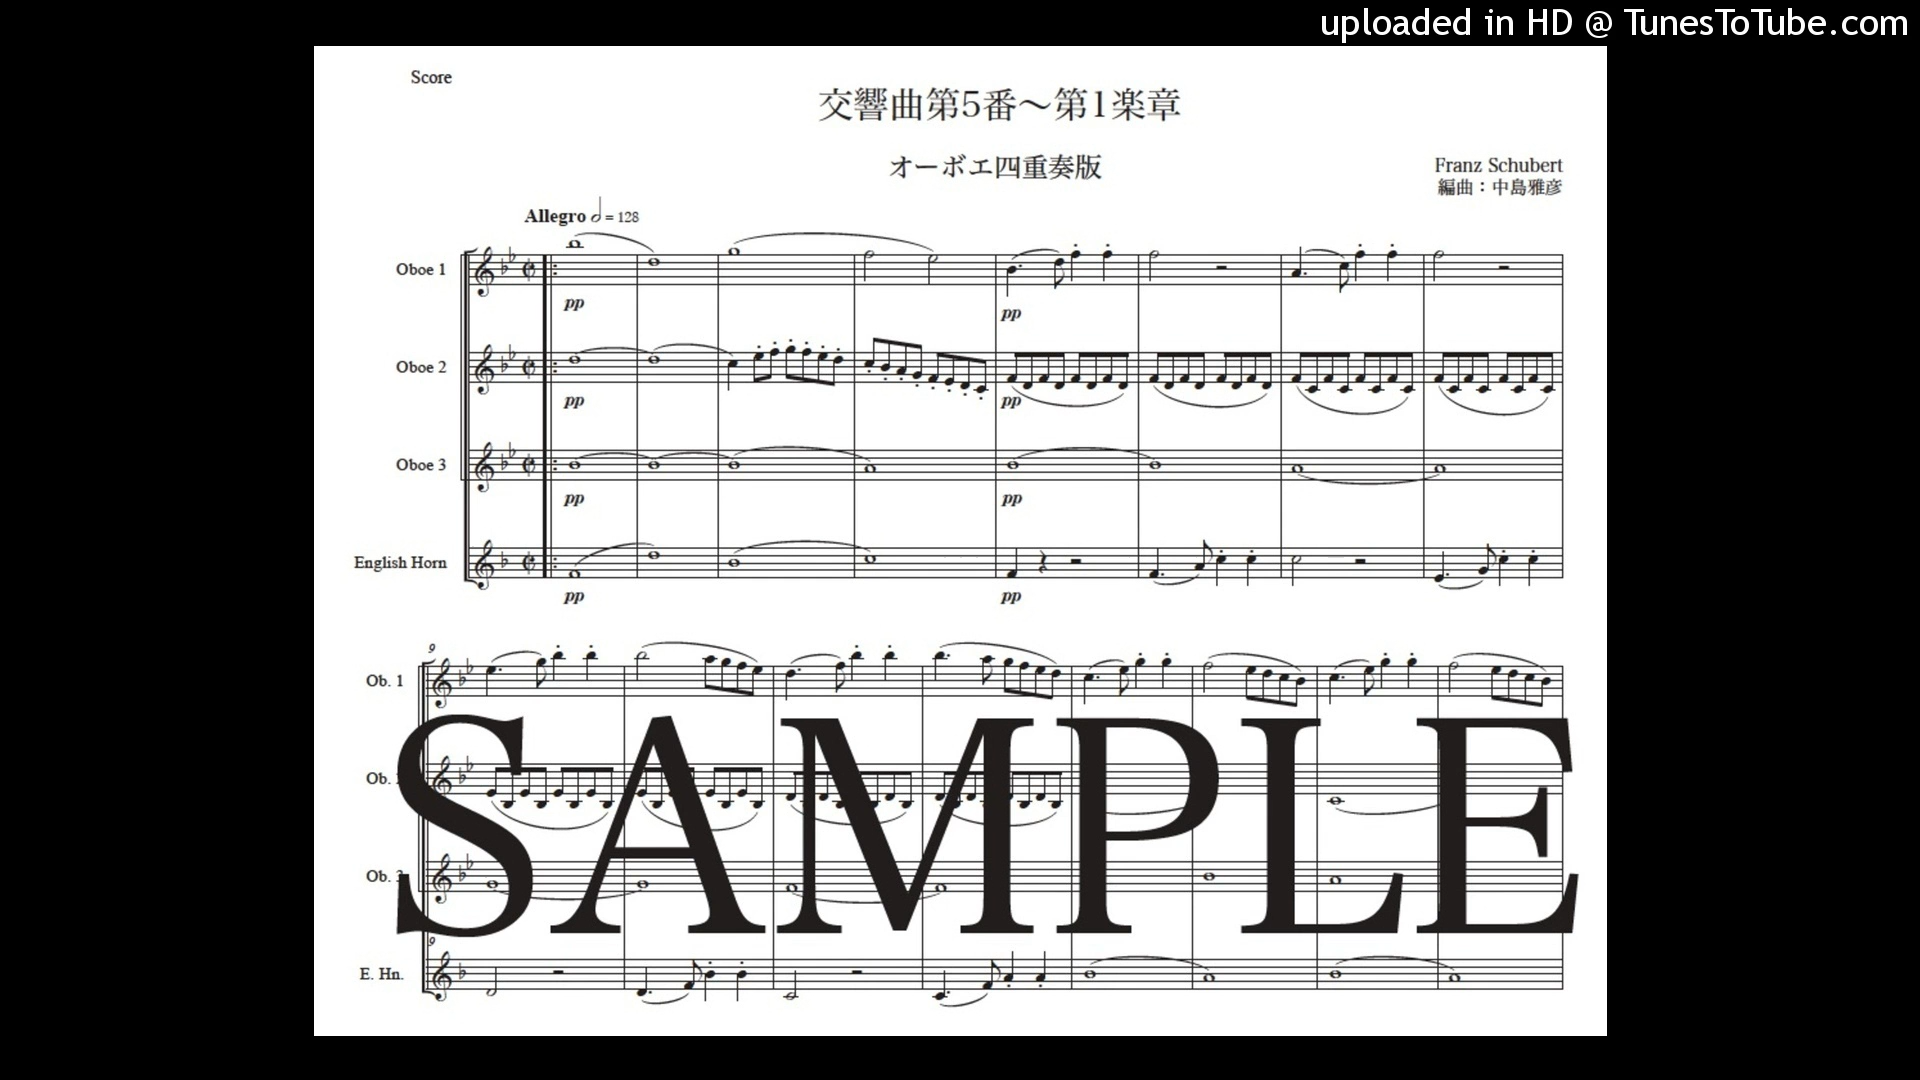 uploaded in HD @ TunesToTube.com
Score
交響曲第5番～第1楽章
オーボエ四重奏版
Franz Schubert
編曲：中島雅彦
Allegro = 128
Oboe 1
pp
pp
Oboe 2
pp
pp
Oboe 3
pp
pp
English Horn
pp
pp
9
Ob. 1
Ob. 2
Ob. 3
9
E. Hn.
SAMPLE